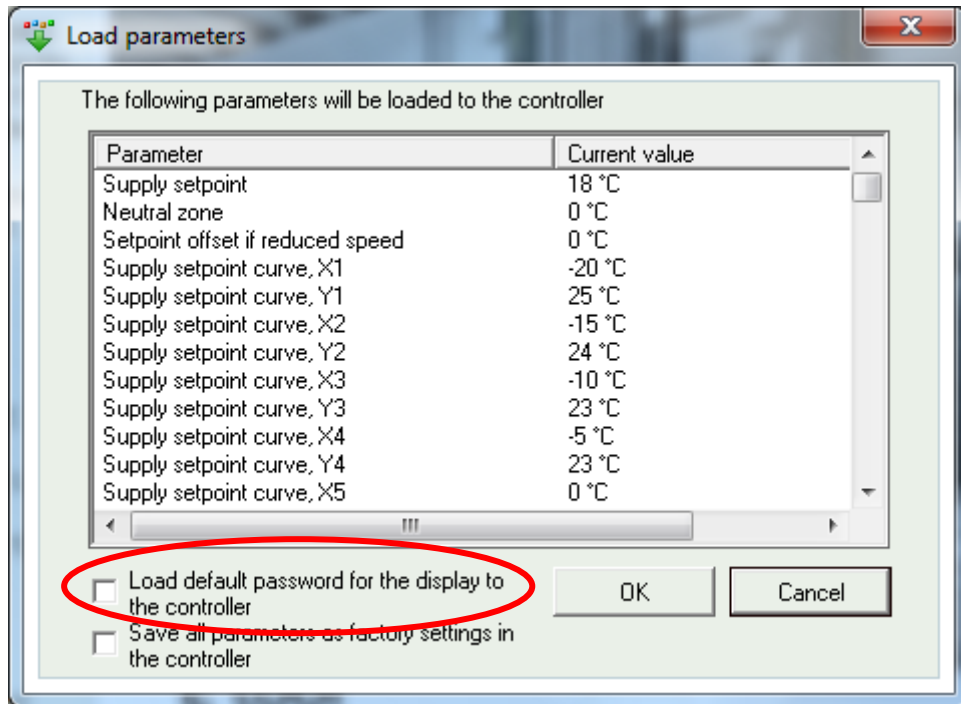 Load parameters
The following parameters will be loaded to the controller
Parameter Current value
Supply setpoint 18 °C
Neutral zone 0 °C
Setpoint offset if reduced speed 0 °C
Supply setpoint curve, X1 -20 °C
Supply setpoint curve, Y1 25 °C
Supply setpoint curve, X2 -15 °C
Supply setpoint curve, Y2 24 °C
Supply setpoint curve, X3 -10 °C
Supply setpoint curve, Y3 23 °C
Supply setpoint curve, X4 -5 °C
Supply setpoint curve, Y4 23 °C
Supply setpoint curve, X5 0 °C
Load default password for the display to
the controller
OK Cancel
Save all parameters as factory settings in
the controller